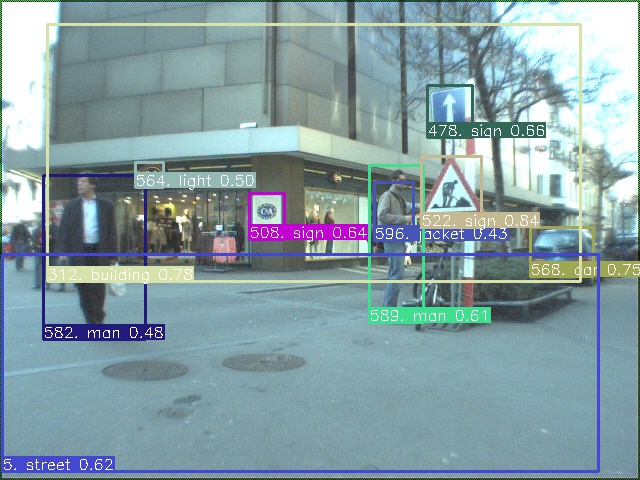 478. sign 0.66
564. light 0.50
522. sign 0.84
508. sign 0.64
596. jacket 0.43
C&A
568. car 0.75
312. building 0.78
589. man 0.61
582. man 0.48
5. street 0.62